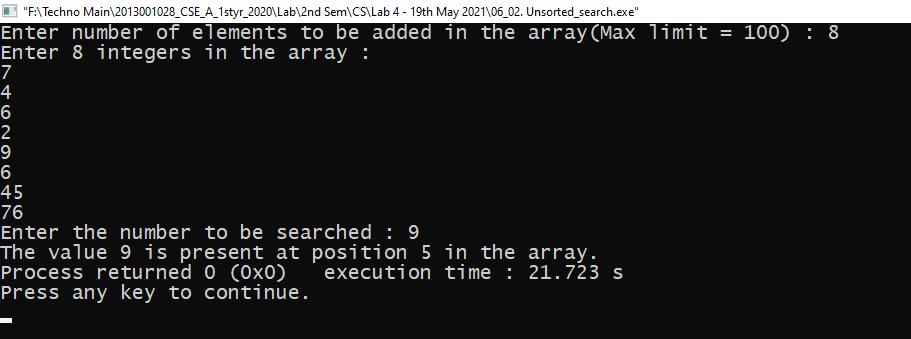 "F:\Techno Main\2013001028_CSE_A_1styr_2020\Lab\2nd Sem\CS\Lab 4 - 19th May 2021\06_02. Unsorted_search.exe"
Enter number of elements to be added in the array(Max limit = 100) : 8
Enter 8 integers in the array :
7
4
6
2
9
6
45
76
Enter the number to be searched : 9
The value 9 is present at position 5 in the array.
Process returned 0 (0x0)   execution time : 21.723 s
Press any key to continue.